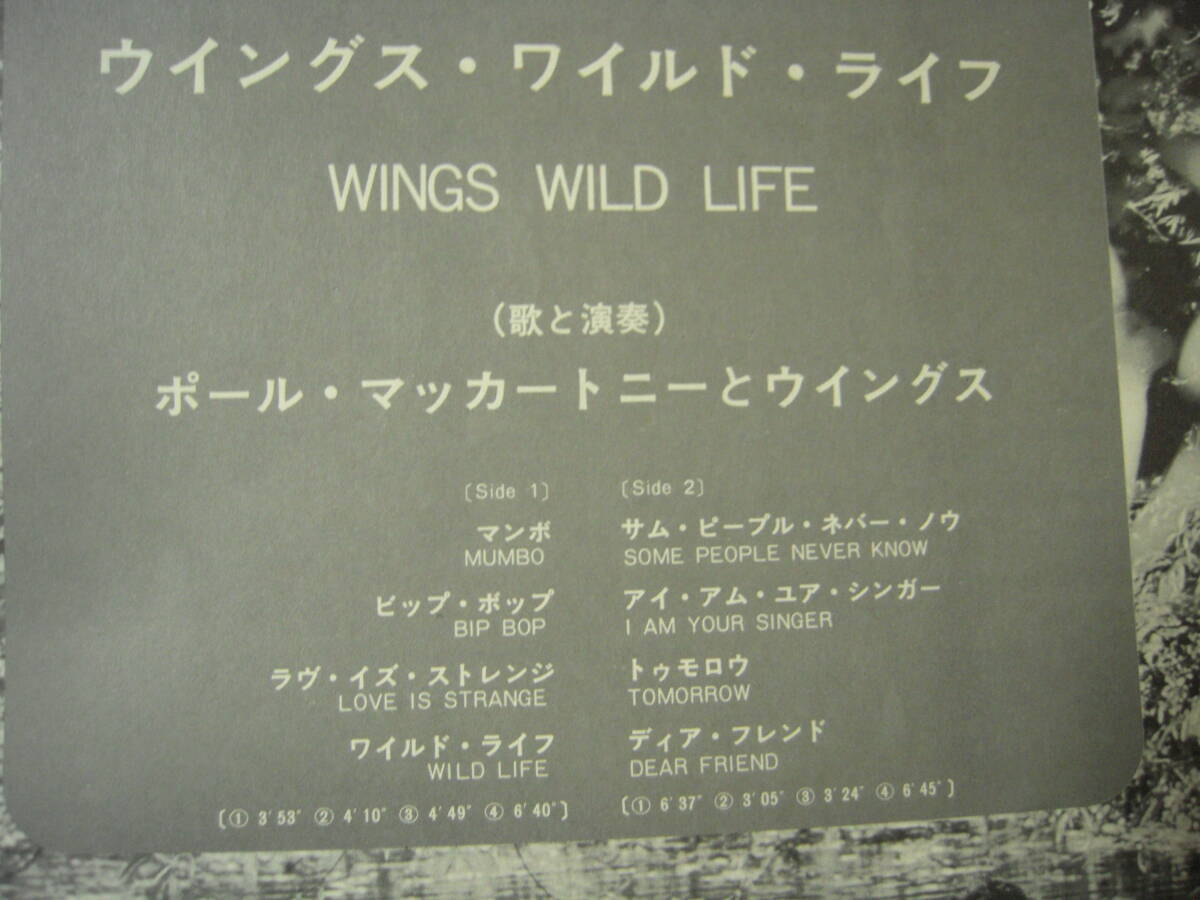 ウイングス・ワイルド・ライフ
WINGS WILD LIFE
(歌と演奏)
ポール・マッカートニーとウイングス
〔Side 1〕
マンボ
MUMBO
ビップ・ボップ
BIP BOP
ラヴ・イズ・ストレンジ
LOVE IS STRANGE
ワイルド・ライフ
WILD LIFE
〔① 3′53″ ② 4′10″ ③ 4′49″ ④ 6′40″〕
〔Side 2〕
サム・ピープル・ネバー・ノウ
SOME PEOPLE NEVER KNOW
アイ・アム・ユア・シンガー
I AM YOUR SINGER
トゥモロウ
TOMORROW
ディア・フレンド
DEAR FRIEND
〔① 6′37″ ② 3′05″ ③ 3′24″ ④ 6′45″〕